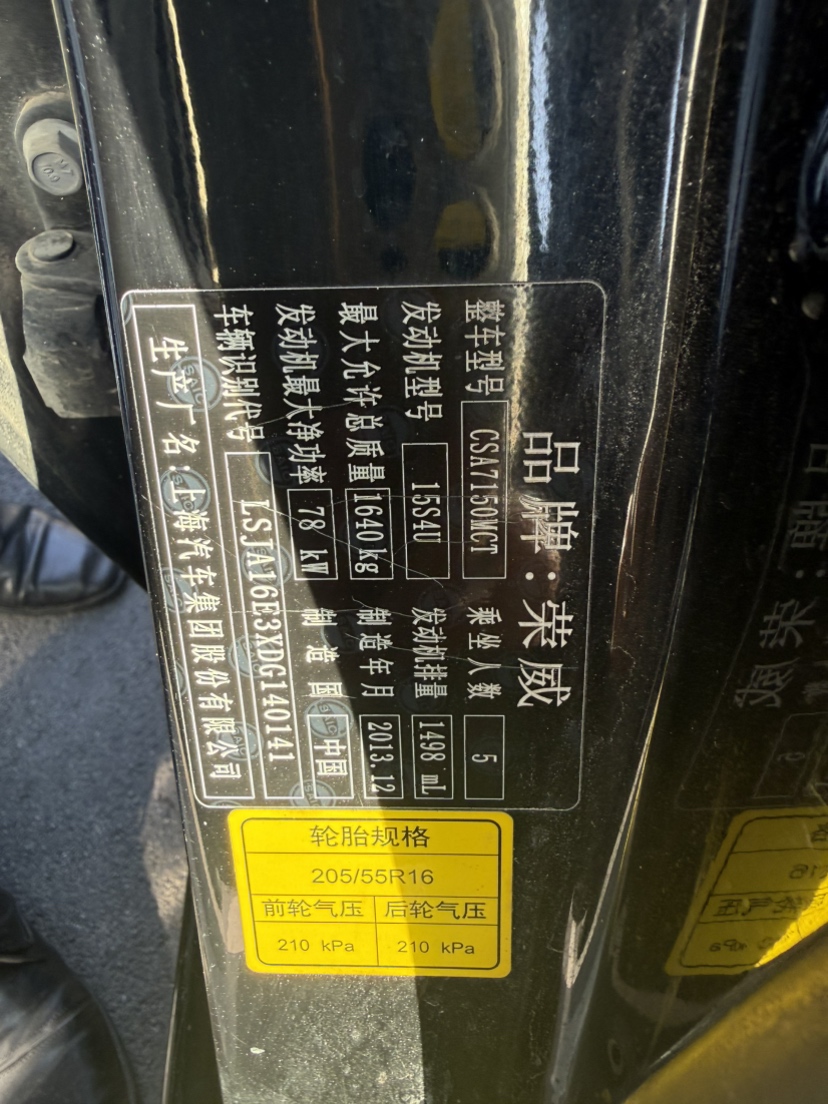 品牌:荣威
整车型号 CSA7150MCT 乘坐人数 5
发动机型号 15S4U 发动机排量 1498 mL
最大允许总质量 1640kg 制造年月 2013.12
发动机最大净功率 78 kW 制造国 中国
车辆识别代号 LSJA16E3XDG140141
生产厂名:上海汽车集团股份有限公司
轮胎规格
205/55R16
前轮气压 后轮气压
210 kPa 210 kPa